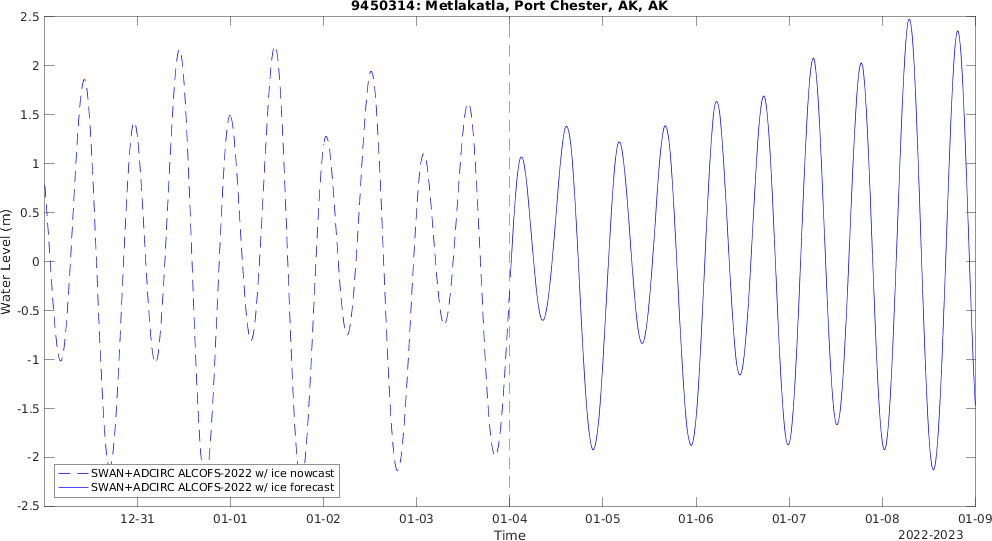 9450314: Metlakatla, Port Chester, AK, AK
2.5
2
1.5
1
0.5
0
-0.5
-1
-1.5
-2
-2.5
Water Level (m)
SWAN+ADCIRC ALCOFS-2022 w/ ice nowcast
SWAN+ADCIRC ALCOFS-2022 w/ ice forecast
12-31 01-01 01-02 01-03 01-04 01-05 01-06 01-07 01-08 01-09
Time
2022-2023